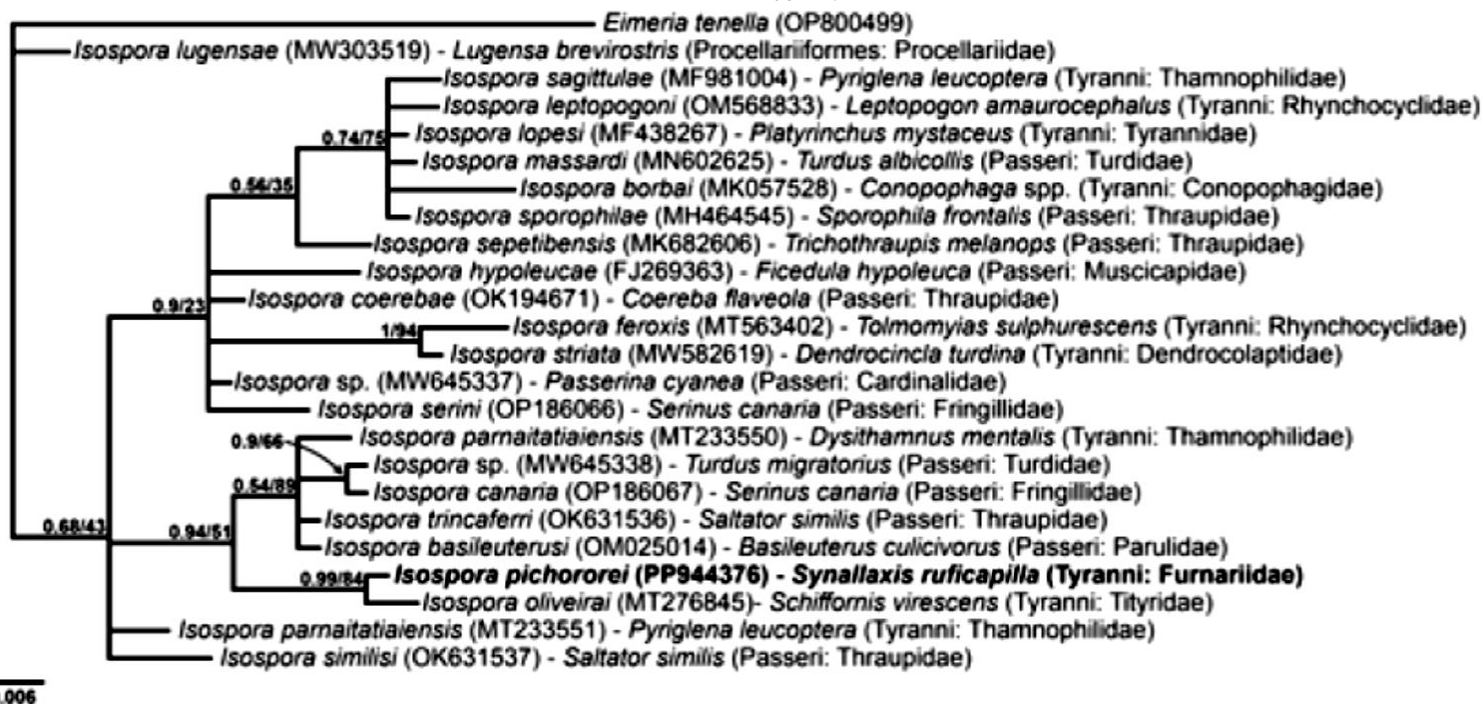 Eimeria tenella (OP800499)
Isospora lugensae (MW303519) - Lugensa brevirostris (Procellariiformes: Procellariidae)
Isospora sagittulae (MF981004) - Pyriglena leucoptera (Tyranni: Thamnophilidae)
Isospora leptopogoni (OM568833) - Leptopogon amaurocephalus (Tyranni: Rhynchocyclidae)
0.74/75 Isospora lopesi (MF438267) - Platyrinchus mystaceus (Tyranni: Tyrannidae)
Isospora massardi (MN602625) - Turdus albicollis (Passeri: Turdidae)
0.56/35 Isospora borbai (MK057528) - Conopophaga spp. (Tyranni: Conopophagidae)
Isospora sporophilae (MH464545) - Sporophila frontalis (Passeri: Thraupidae)
Isospora sepetibensis (MK682606) - Trichothraupis melanops (Passeri: Thraupidae)
Isospora hypoleucae (FJ269363) - Ficedula hypoleuca (Passeri: Muscicapidae)
0.9/23 Isospora coerebae (OK194671) - Coereba flaveola (Passeri: Thraupidae)
1/94 Isospora feroxis (MT563402) - Tolmomyias sulphurescens (Tyranni: Rhynchocyclidae)
Isospora striata (MW582619) - Dendrocincla turdina (Tyranni: Dendrocolaptidae)
Isospora sp. (MW645337) - Passerina cyanea (Passeri: Cardinalidae)
Isospora serini (OP186066) - Serinus canaria (Passeri: Fringillidae)
0.9/66 Isospora parnaitatiaiensis (MT233550) - Dysithamnus mentalis (Tyranni: Thamnophilidae)
Isospora sp. (MW645338) - Turdus migratorius (Passeri: Turdidae)
0.54/89 Isospora canaria (OP186067) - Serinus canaria (Passeri: Fringillidae)
Isospora trincaferri (OK631536) - Saltator similis (Passeri: Thraupidae)
0.68/43 0.94/51 Isospora basileuterusi (OM025014) - Basileuterus culicivorus (Passeri: Parulidae)
0.99/84 Isospora pichororei (PP944376) - Synallaxis ruficapilla (Tyranni: Furnariidae)
Isospora oliveirai (MT276845)- Schiffornis virescens (Tyranni: Tityridae)
Isospora parnaitatiaiensis (MT233551) - Pyriglena leucoptera (Tyranni: Thamnophilidae)
Isospora similisi (OK631537) - Saltator similis (Passeri: Thraupidae)
.006